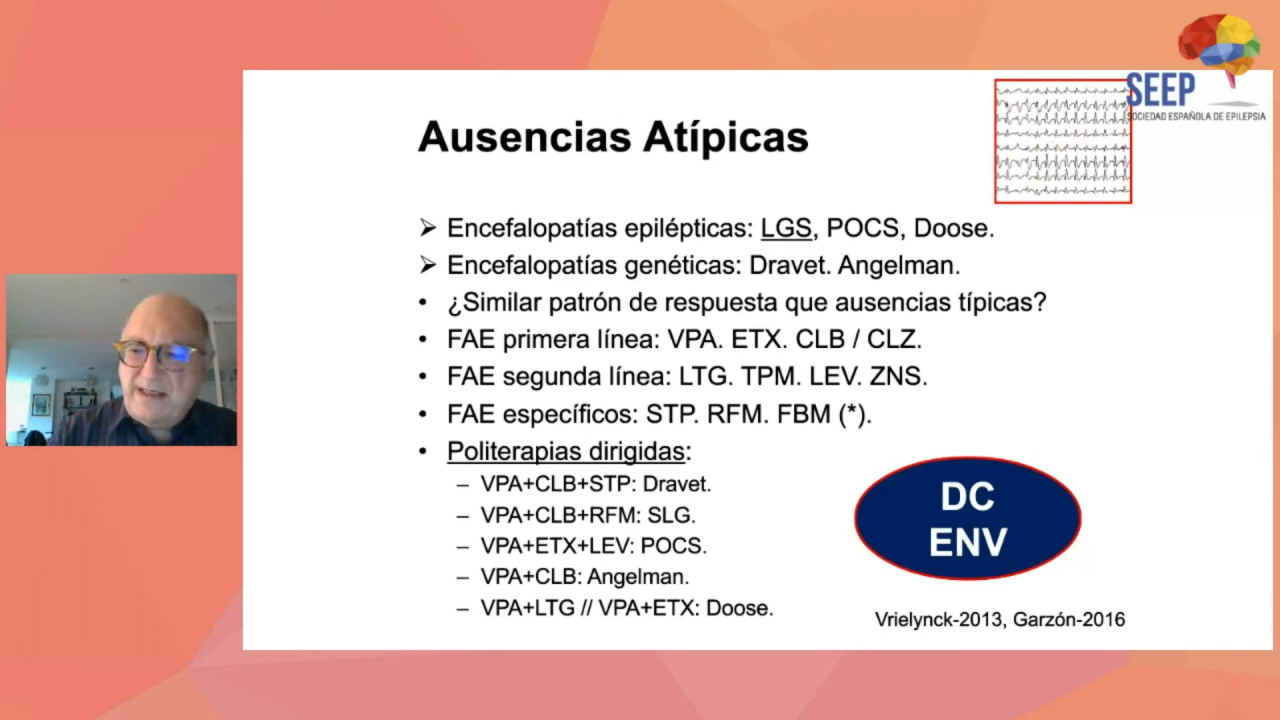 SEEP
SOCIEDAD ESPAÑOLA DE EPILEPSIA
Ausencias Atípicas
➢ Encefalopatías epilépticas: LGS, POCS, Doose.
➢ Encefalopatías genéticas: Dravet. Angelman.
• ¿Similar patrón de respuesta que ausencias típicas?
• FAE primera línea: VPA. ETX. CLB / CLZ.
• FAE segunda línea: LTG. TPM. LEV. ZNS.
• FAE específicos: STP. RFM. FBM (*).
• Politerapias dirigidas:
– VPA+CLB+STP: Dravet.
– VPA+CLB+RFM: SLG.
– VPA+ETX+LEV: POCS.
– VPA+CLB: Angelman.
– VPA+LTG // VPA+ETX: Doose.
DC
ENV
Vrielynck-2013, Garzón-2016